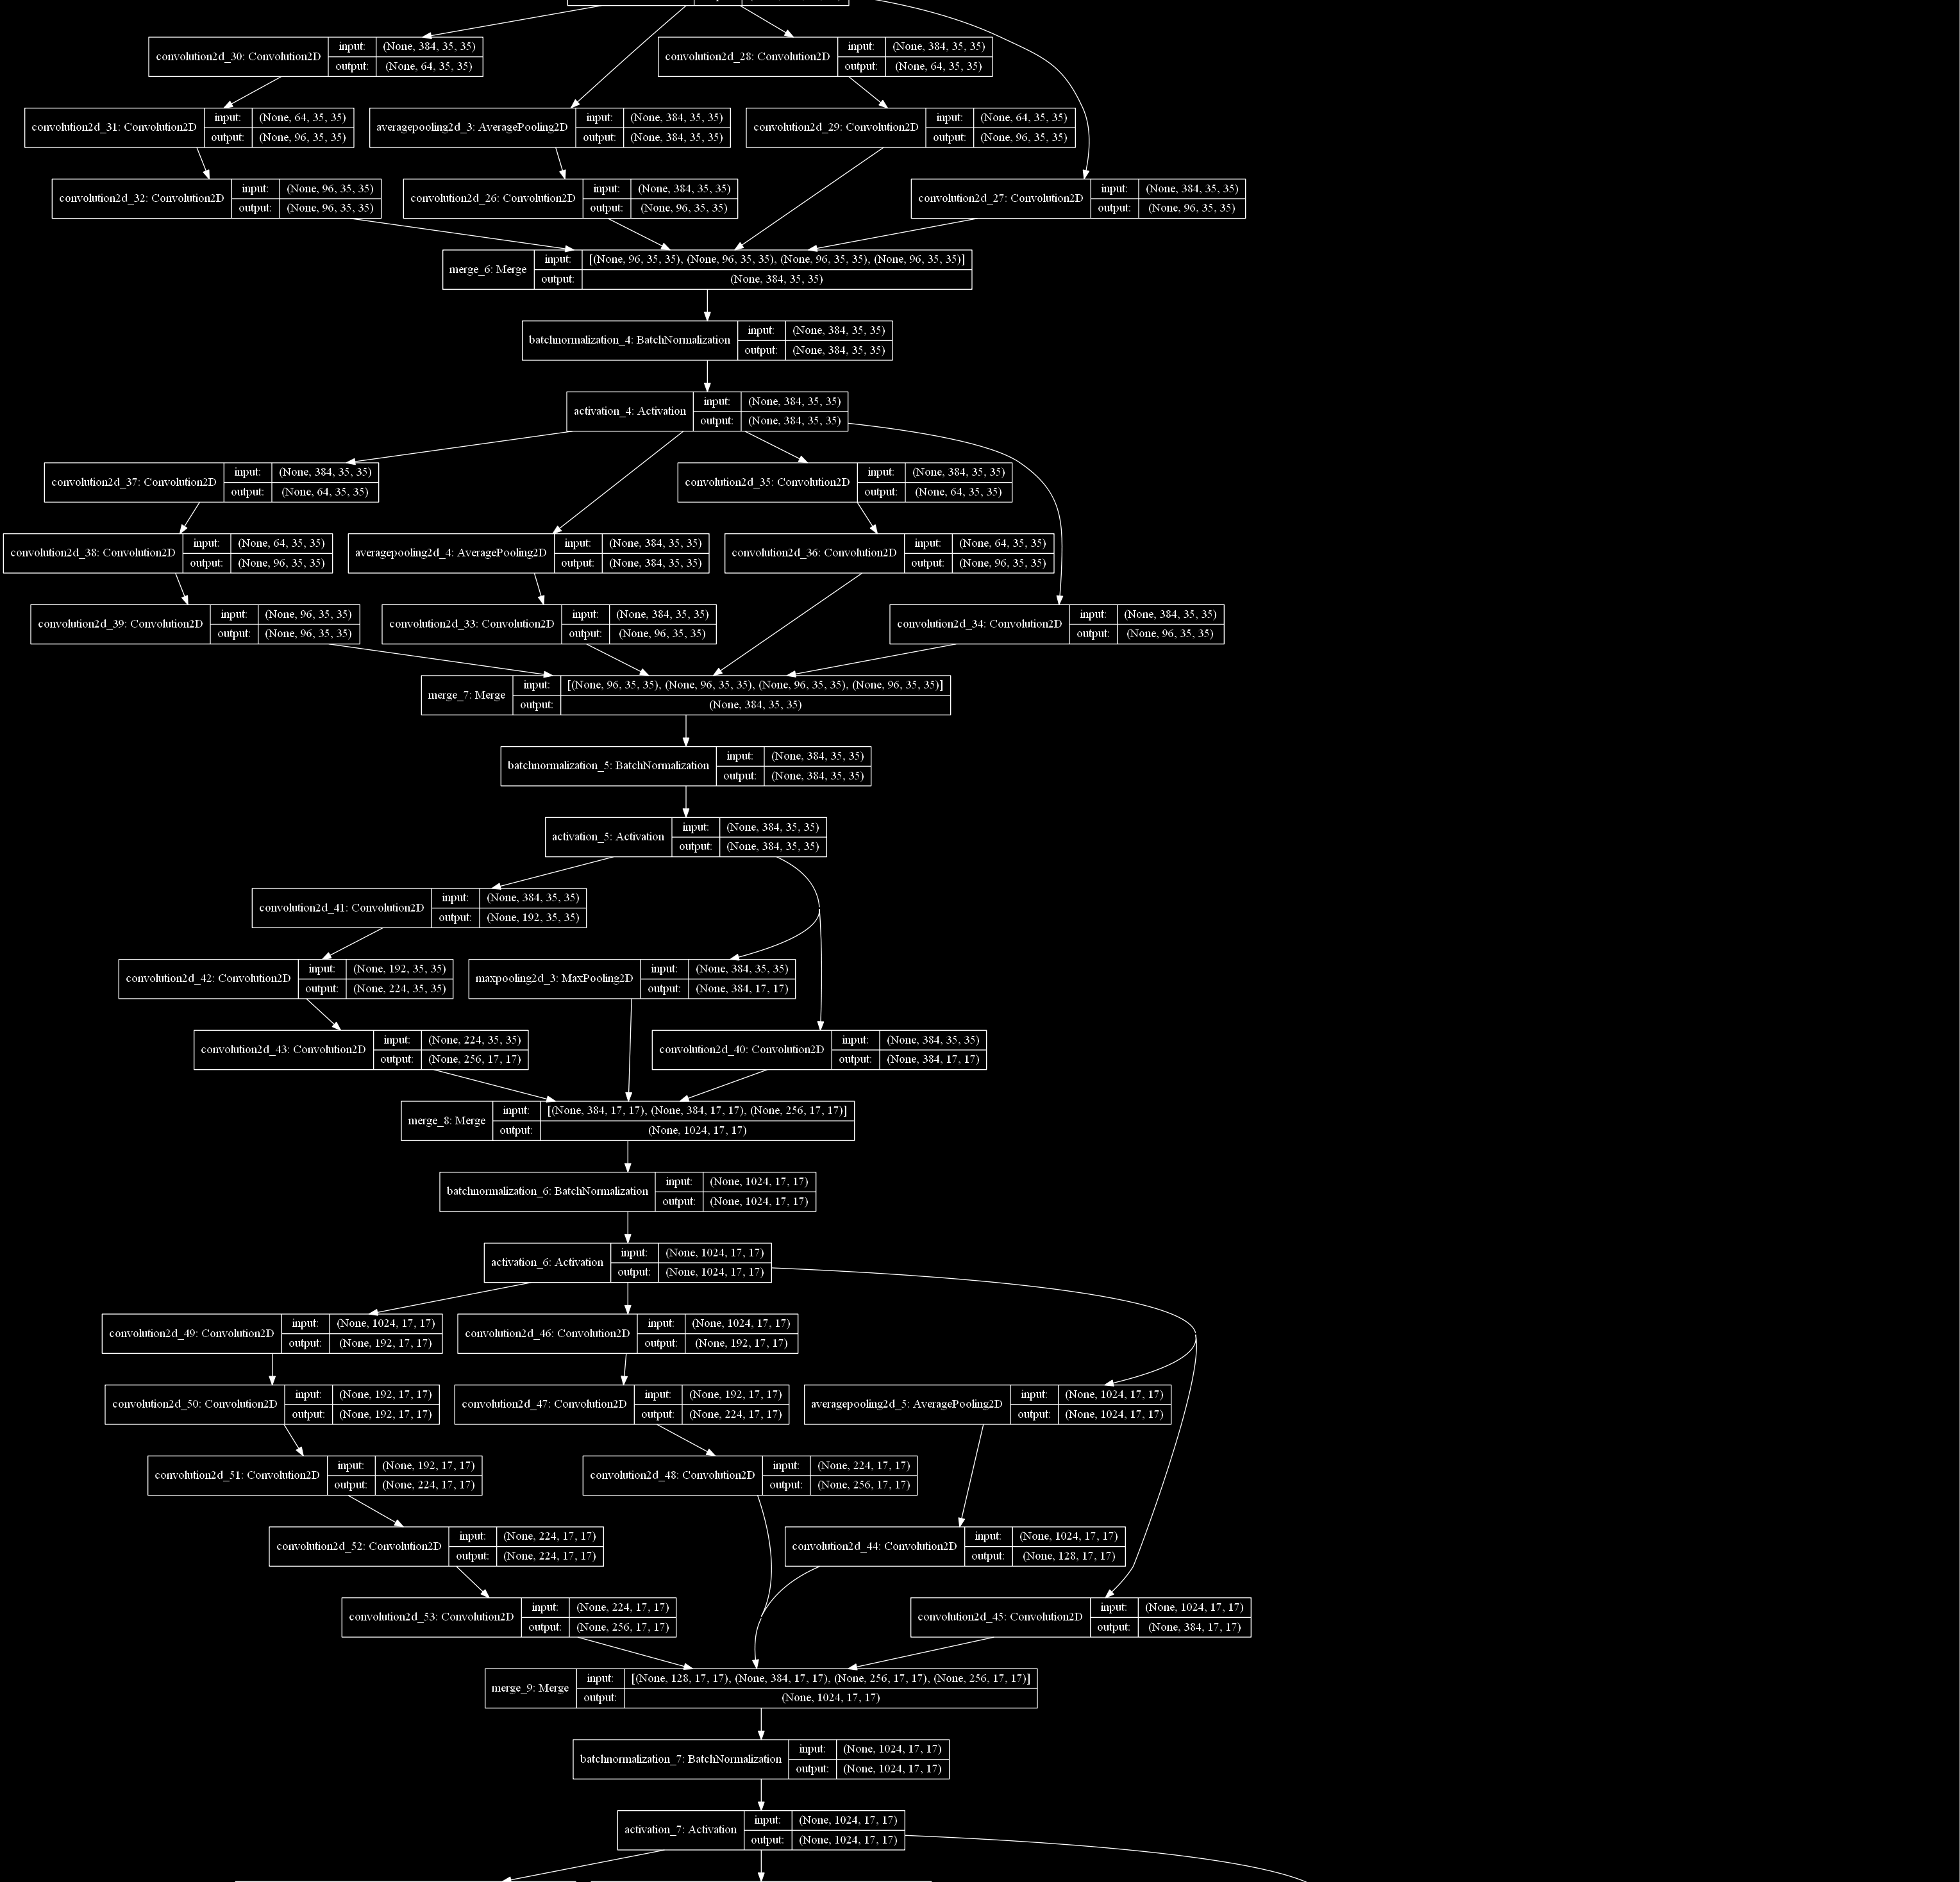 convolution2d_30: Convolution2D
input: (None, 384, 35, 35)
output: (None, 64, 35, 35)
convolution2d_28: Convolution2D
input: (None, 384, 35, 35)
output: (None, 64, 35, 35)
convolution2d_31: Convolution2D
input: (None, 64, 35, 35)
output: (None, 96, 35, 35)
averagepooling2d_3: AveragePooling2D
input: (None, 384, 35, 35)
output: (None, 384, 35, 35)
convolution2d_29: Convolution2D
input: (None, 64, 35, 35)
output: (None, 96, 35, 35)
convolution2d_32: Convolution2D
input: (None, 96, 35, 35)
output: (None, 96, 35, 35)
convolution2d_26: Convolution2D
input: (None, 384, 35, 35)
output: (None, 96, 35, 35)
convolution2d_27: Convolution2D
input: (None, 384, 35, 35)
output: (None, 96, 35, 35)
merge_6: Merge
input: [(None, 96, 35, 35), (None, 96, 35, 35), (None, 96, 35, 35), (None, 96, 35, 35)]
output: (None, 384, 35, 35)
batchnormalization_4: BatchNormalization
input: (None, 384, 35, 35)
output: (None, 384, 35, 35)
activation_4: Activation
input: (None, 384, 35, 35)
output: (None, 384, 35, 35)
convolution2d_37: Convolution2D
input: (None, 384, 35, 35)
output: (None, 64, 35, 35)
convolution2d_35: Convolution2D
input: (None, 384, 35, 35)
output: (None, 64, 35, 35)
convolution2d_38: Convolution2D
input: (None, 64, 35, 35)
output: (None, 96, 35, 35)
averagepooling2d_4: AveragePooling2D
input: (None, 384, 35, 35)
output: (None, 384, 35, 35)
convolution2d_36: Convolution2D
input: (None, 64, 35, 35)
output: (None, 96, 35, 35)
convolution2d_39: Convolution2D
input: (None, 96, 35, 35)
output: (None, 96, 35, 35)
convolution2d_33: Convolution2D
input: (None, 384, 35, 35)
output: (None, 96, 35, 35)
convolution2d_34: Convolution2D
input: (None, 384, 35, 35)
output: (None, 96, 35, 35)
merge_7: Merge
input: [(None, 96, 35, 35), (None, 96, 35, 35), (None, 96, 35, 35), (None, 96, 35, 35)]
output: (None, 384, 35, 35)
batchnormalization_5: BatchNormalization
input: (None, 384, 35, 35)
output: (None, 384, 35, 35)
activation_5: Activation
input: (None, 384, 35, 35)
output: (None, 384, 35, 35)
convolution2d_41: Convolution2D
input: (None, 384, 35, 35)
output: (None, 192, 35, 35)
convolution2d_42: Convolution2D
input: (None, 192, 35, 35)
output: (None, 224, 35, 35)
maxpooling2d_3: MaxPooling2D
input: (None, 384, 35, 35)
output: (None, 384, 17, 17)
convolution2d_43: Convolution2D
input: (None, 224, 35, 35)
output: (None, 256, 17, 17)
convolution2d_40: Convolution2D
input: (None, 384, 35, 35)
output: (None, 384, 17, 17)
merge_8: Merge
input: [(None, 384, 17, 17), (None, 384, 17, 17), (None, 256, 17, 17)]
output: (None, 1024, 17, 17)
batchnormalization_6: BatchNormalization
input: (None, 1024, 17, 17)
output: (None, 1024, 17, 17)
activation_6: Activation
input: (None, 1024, 17, 17)
output: (None, 1024, 17, 17)
convolution2d_49: Convolution2D
input: (None, 1024, 17, 17)
output: (None, 192, 17, 17)
convolution2d_46: Convolution2D
input: (None, 1024, 17, 17)
output: (None, 192, 17, 17)
convolution2d_50: Convolution2D
input: (None, 192, 17, 17)
output: (None, 192, 17, 17)
convolution2d_47: Convolution2D
input: (None, 192, 17, 17)
output: (None, 224, 17, 17)
averagepooling2d_5: AveragePooling2D
input: (None, 1024, 17, 17)
output: (None, 1024, 17, 17)
convolution2d_51: Convolution2D
input: (None, 192, 17, 17)
output: (None, 224, 17, 17)
convolution2d_48: Convolution2D
input: (None, 224, 17, 17)
output: (None, 256, 17, 17)
convolution2d_52: Convolution2D
input: (None, 224, 17, 17)
output: (None, 224, 17, 17)
convolution2d_44: Convolution2D
input: (None, 1024, 17, 17)
output: (None, 128, 17, 17)
convolution2d_53: Convolution2D
input: (None, 224, 17, 17)
output: (None, 256, 17, 17)
convolution2d_45: Convolution2D
input: (None, 1024, 17, 17)
output: (None, 384, 17, 17)
merge_9: Merge
input: [(None, 128, 17, 17), (None, 384, 17, 17), (None, 256, 17, 17), (None, 256, 17, 17)]
output: (None, 1024, 17, 17)
batchnormalization_7: BatchNormalization
input: (None, 1024, 17, 17)
output: (None, 1024, 17, 17)
activation_7: Activation
input: (None, 1024, 17, 17)
output: (None, 1024, 17, 17)